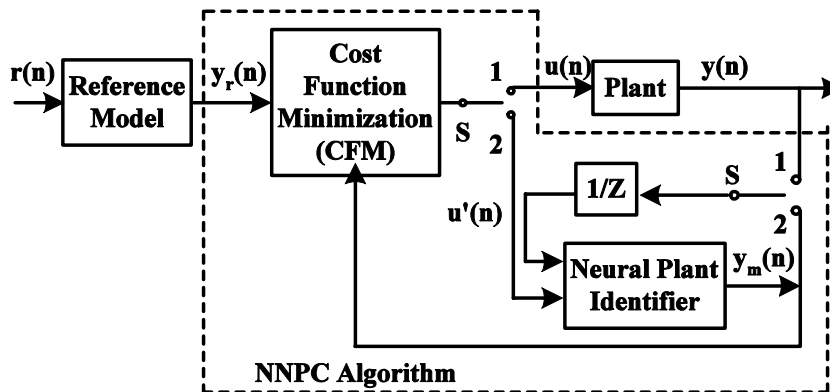 r(n)
Reference
Model
y_r(n)
Cost
Function
Minimization
(CFM)
S
1
2
u(n)
Plant
y(n)
u'(n)
1/Z
S
1
2
Neural Plant
Identifier
y_m(n)
NNPC Algorithm